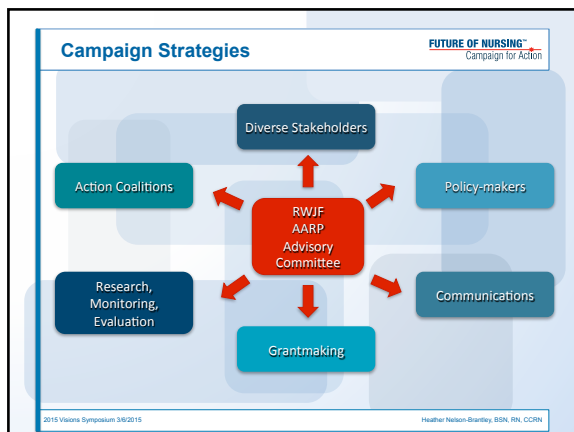 Campaign Strategies
FUTURE OF NURSING™
Campaign for Action
Diverse Stakeholders
Action Coalitions
Policy-makers
RWJF
AARP
Advisory
Committee
Research,
Monitoring,
Evaluation
Communications
Grantmaking
2015 Visions Symposium 3/6/2015
Heather Nelson-Brantley, BSN, RN, CCRN